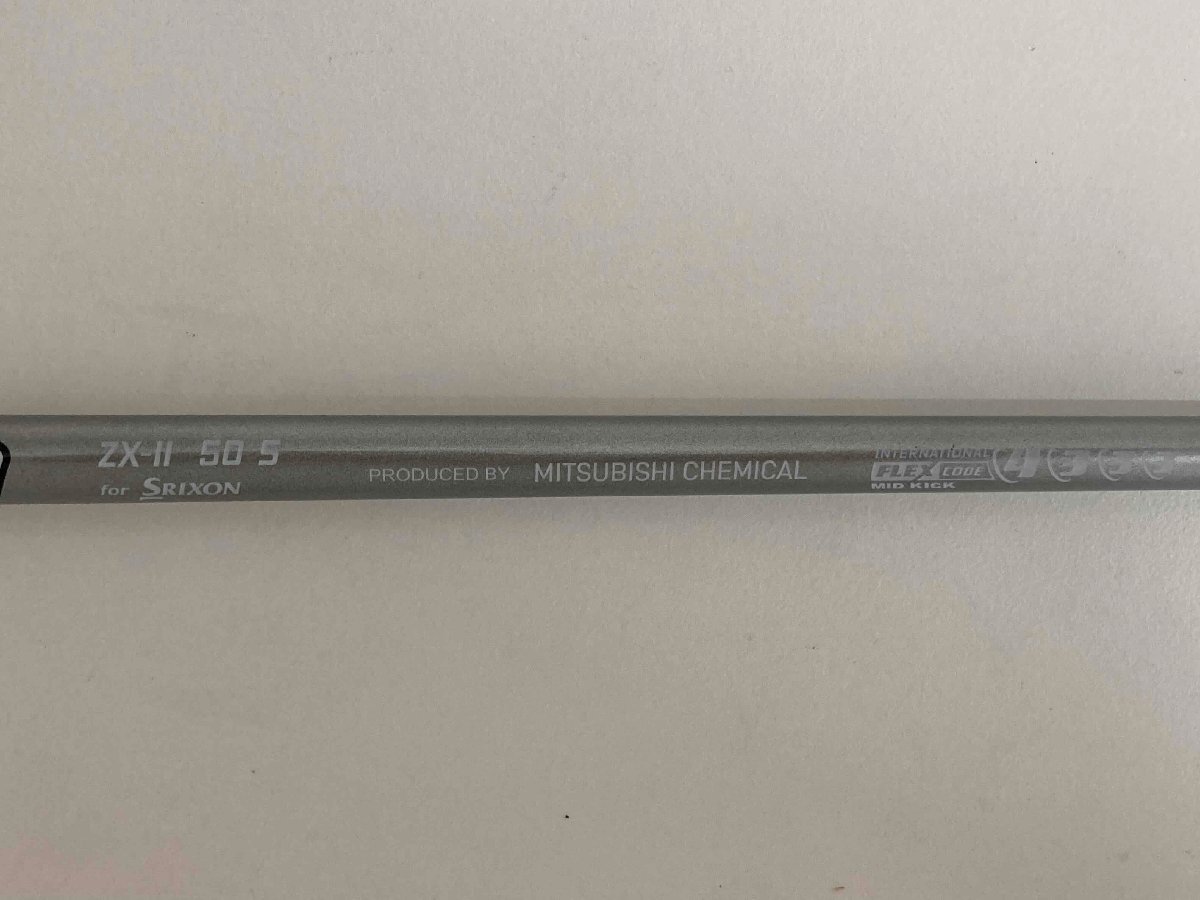 ZX-II 50 S
for SRIXON
PRODUCED BY MITSUBISHI CHEMICAL
INTERNATIONAL
FLEX CODE
MID KICK